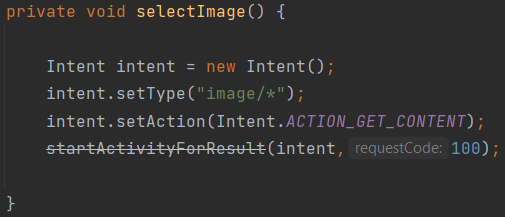 private void selectImage() {
Intent intent = new Intent();
intent.setType("image/*");
intent.setAction(Intent.ACTION_GET_CONTENT);
startActivityForResult(intent, requestCode: 100);
}